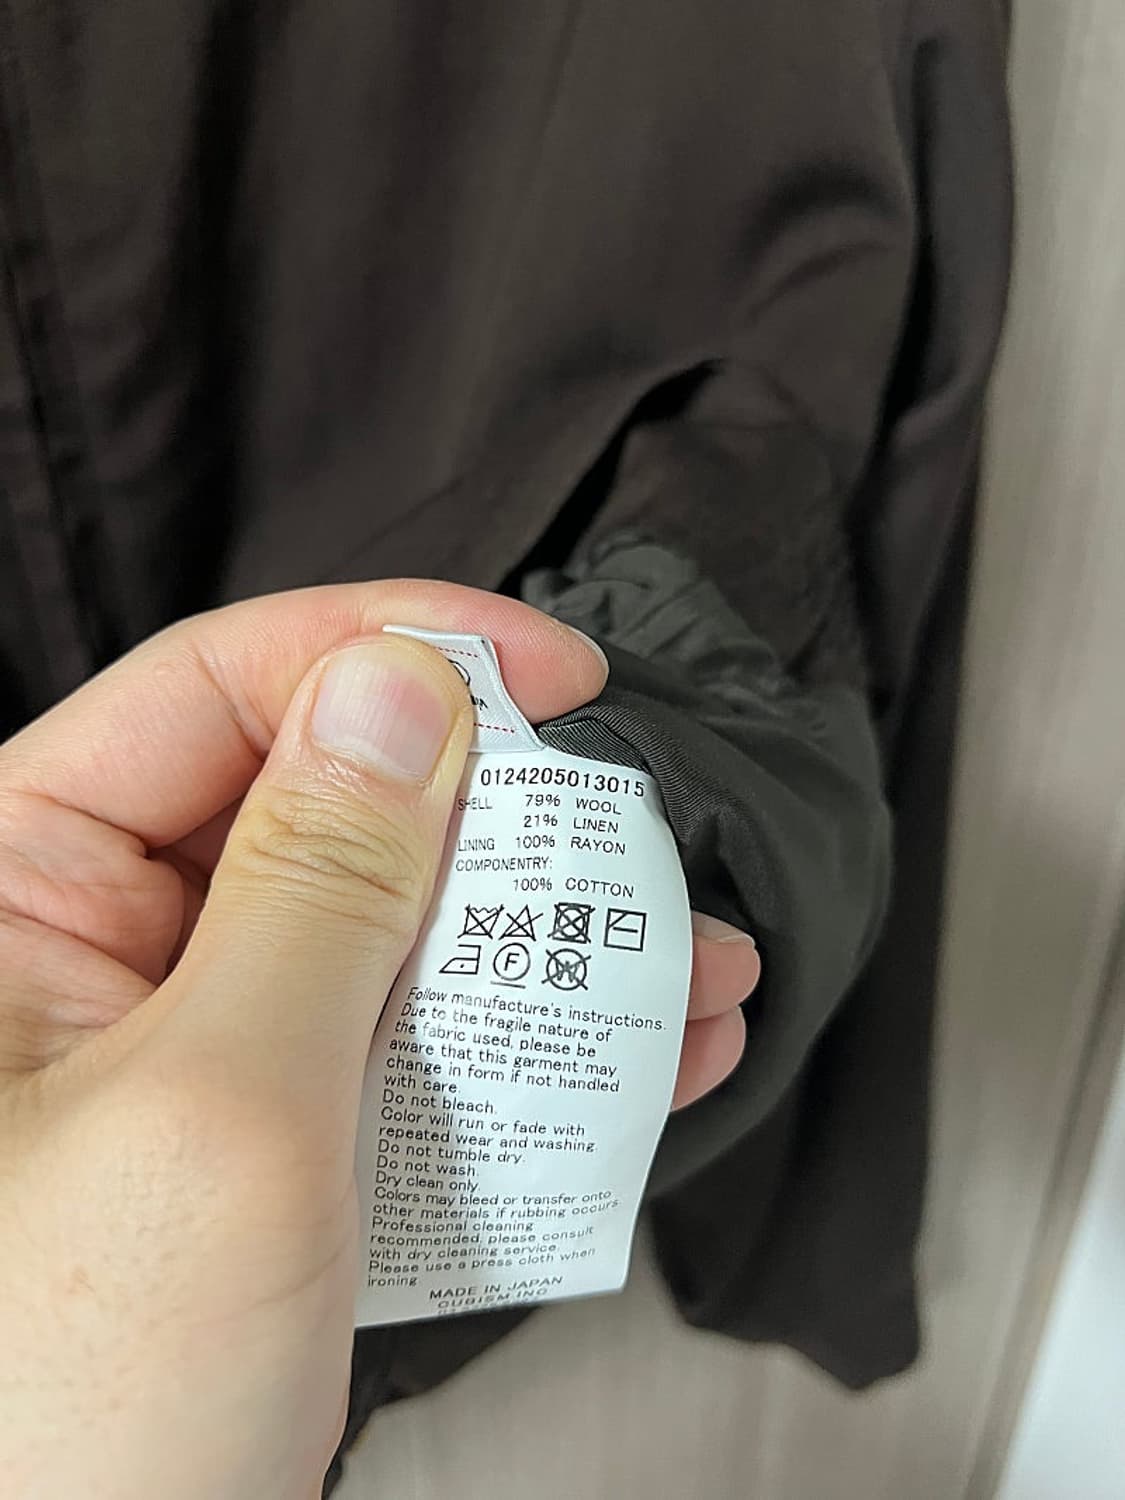 0124205013015
SHELL 79% WOOL
21% LINEN
LINING 100% RAYON
COMPONENTRY:
100% COTTON
F W
Follow manufacture's instructions.
Due to the fragile nature of
the fabric used, please be
aware that this garment may
change in form if not handled
with care.
Do not bleach.
Color will run or fade with
repeated wear and washing.
Do not tumble dry.
Do not wash.
Dry clean only.
Colors may bleed or transfer onto
other materials if rubbing occurs
Professional cleaning
recommended, please consult
with dry cleaning service.
Please use a press cloth when
ironing
MADE IN JAPAN
CUBISM INC